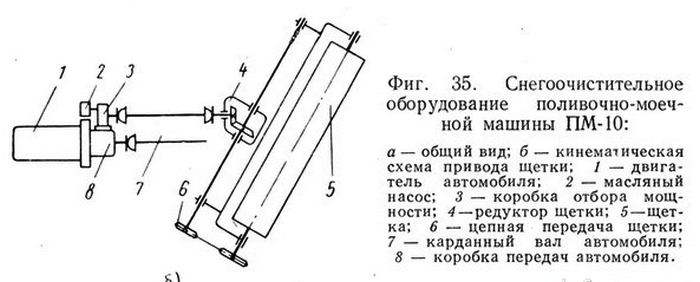 1
2
3
4
5
6
7
8
б)
Фиг. 35. Снегоочистительное
оборудование поливочно-моеч-
ной машины ПМ-10:
а — общий вид; б — кинематическая
схема привода щетки; 1 — двига-
тель автомобиля; 2 — масляный
насос; 3 — коробка отбора мощ-
ности; 4—редуктор щетки; 5—щет-
ка; 6 — цепная передача щетки;
7 — карданный вал автомобиля;
8 — коробка передач автомобиля.